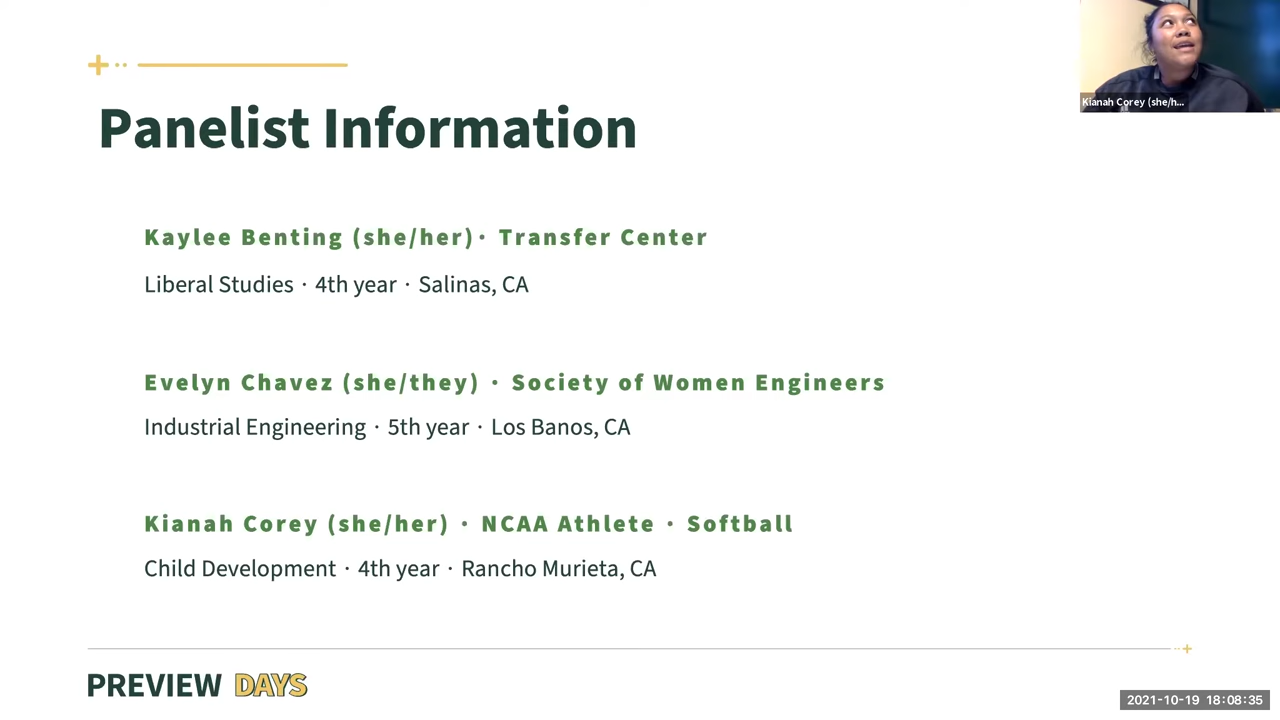 Kianah Corey (she/h...
Panelist Information
Kaylee Benting (she/her)· Transfer Center
Liberal Studies · 4th year · Salinas, CA
Evelyn Chavez (she/they) · Society of Women Engineers
Industrial Engineering · 5th year · Los Banos, CA
Kianah Corey (she/her) · NCAA Athlete · Softball
Child Development · 4th year · Rancho Murieta, CA
PREVIEW DAYS
2021-10-19 18:08:35